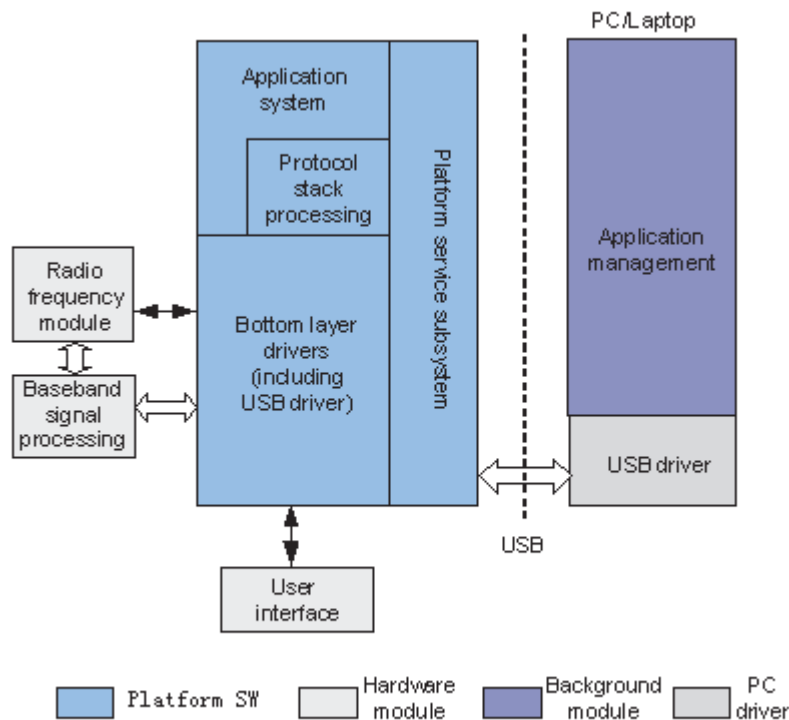 PC/Laptop
Application
system
Protocol
stack
processing
Platform service subsystem
Application
management
Radio
frequency
module
Bottom layer
drivers
(including
USB driver)
Baseband
signal
processing
USB driver
USB
User
interface
Platform SW
Hardware
module
Background
module
PC
driver